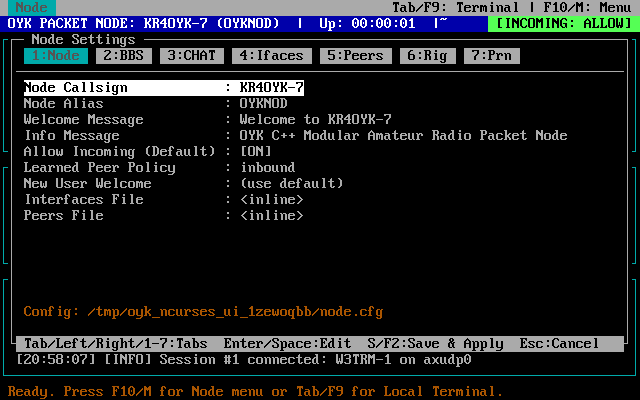 Node Tab/F9: Terminal | F10/M: Menu
OYK PACKET NODE: KR4OYK-7 (OYKNOD) | Up: 00:00:01 |~ [INCOMING: ALLOW]
Node Settings
1:Node 2:BBS 3:CHAT 4:Ifaces 5:Peers 6:Rig 7:Prn
Node Callsign : KR4OYK-7
Node Alias : OYKNOD
Welcome Message : Welcome to KR4OYK-7
Info Message : OYK C++ Modular Amateur Radio Packet Node
Allow Incoming (Default) : [ON]
Learned Peer Policy : inbound
New User Welcome : (use default)
Interfaces File : <inline>
Peers File : <inline>
Config: /tmp/oyk_ncurses_ui_1zewoqbb/node.cfg
Tab/Left/Right/1-7:Tabs Enter/Space:Edit S/F2:Save & Apply Esc:Cancel
[20:58:07] [INFO] Session #1 connected: W3TRM-1 on axudp0
Ready. Press F10/M for Node menu or Tab/F9 for Local Terminal.